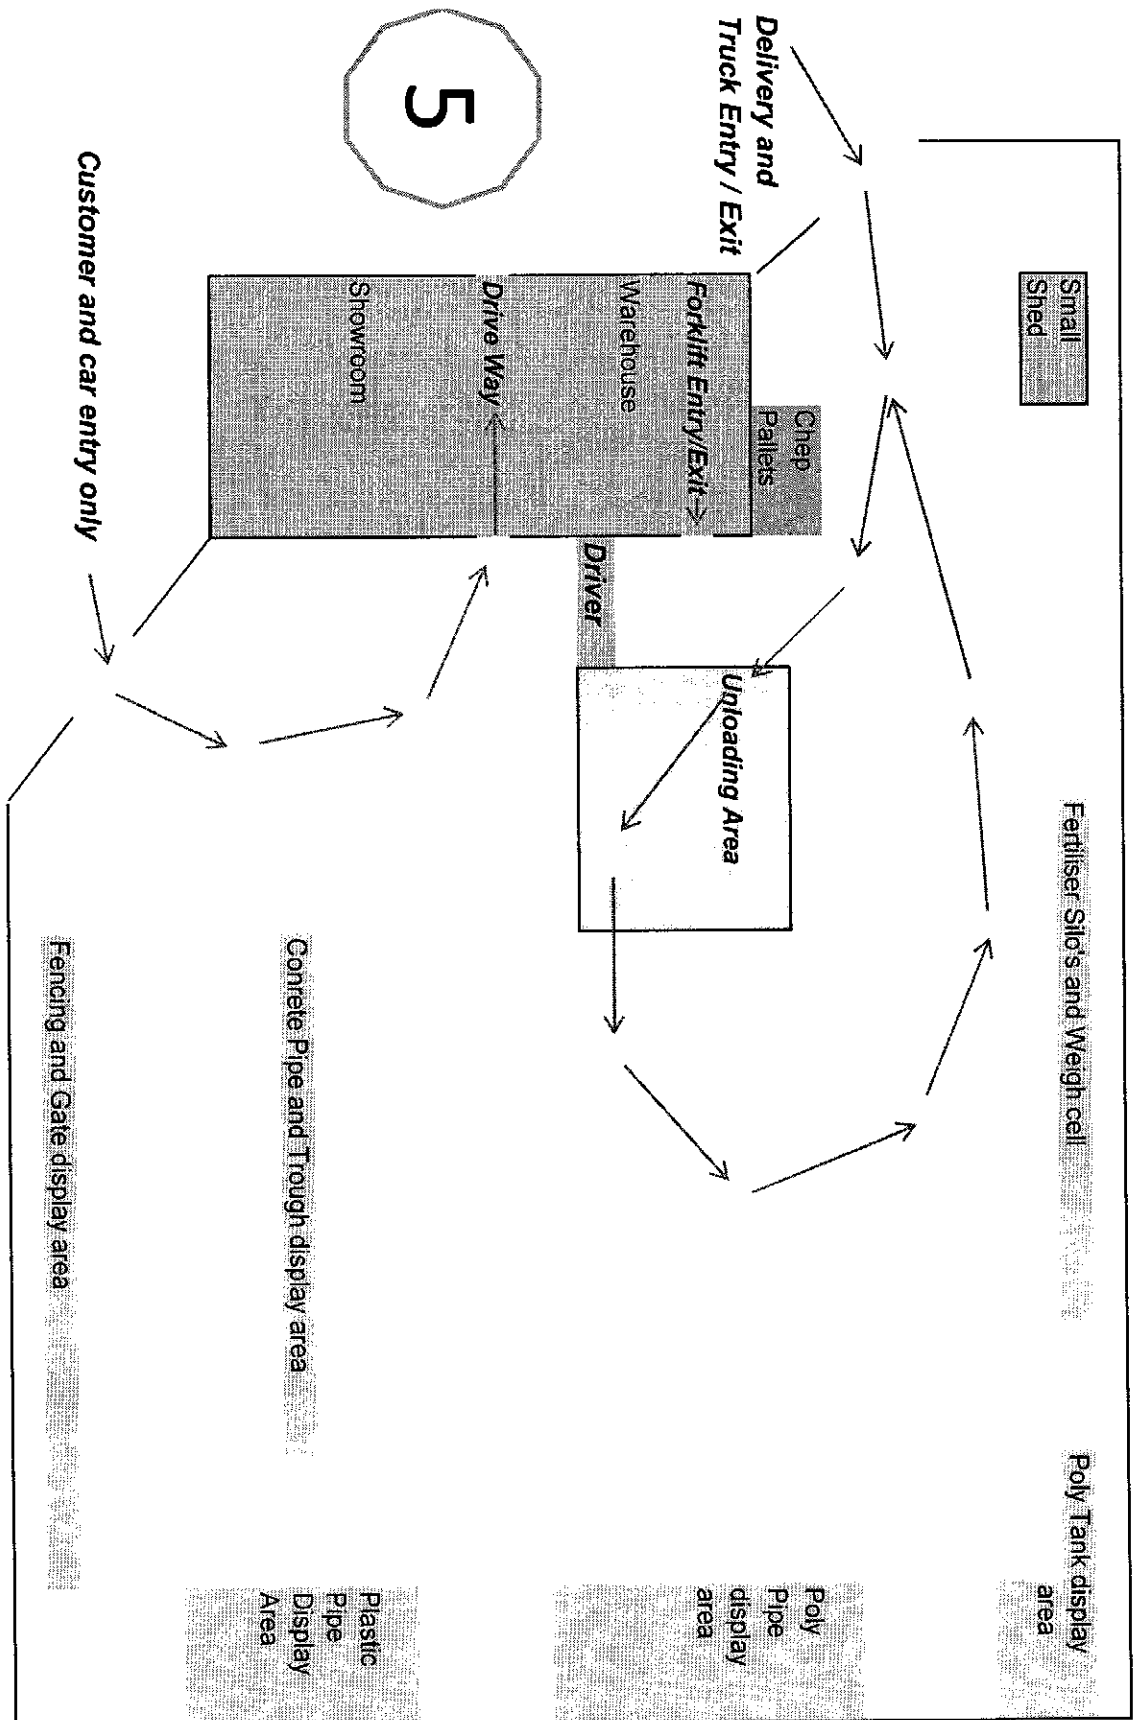 Delivery and
Truck Entry / Exit
5
Customer and car entry only
Small
Shed
Chep
Pallets
Forklift Entry/Exit
Warehouse
Drive Way
Showroom
Driver
Unloading Area
Fertiliser Silo's and Weigh cell
Conrete Pipe and Trough display area
Fencing and Gate display area
Poly Tank display
area
Poly
Pipe
display
area
Plastic
Pipe
Display
Area